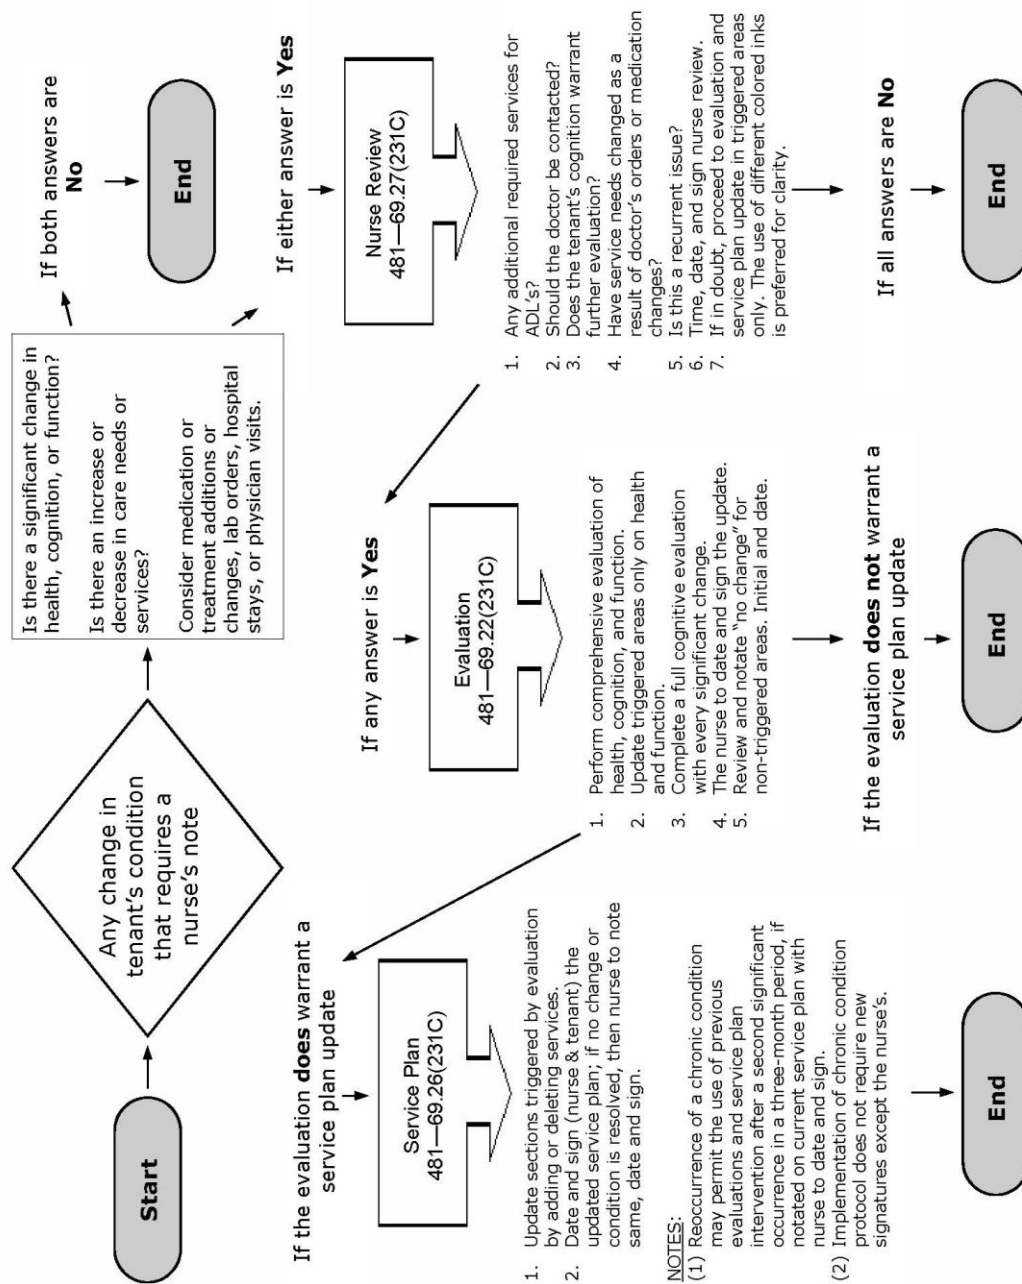 Start
Any change in
tenant's condition
that requires a
nurse's note
Is there a significant change in
health, cognition, or function?
Is there an increase or
decrease in care needs or
services?
Consider medication or
treatment additions or
changes, lab orders, hospital
stays, or physician visits.
If both answers are
No
End
If either answer is Yes
Nurse Review
481—69.27(231C)
1. Any additional required services for
ADL's?
2. Should the doctor be contacted?
3. Does the tenant's cognition warrant
further evaluation?
4. Have service needs changed as a
result of doctor's orders or medication
changes?
5. Is this a recurrent issue?
6. Time, date, and sign nurse review.
7. If in doubt, proceed to evaluation and
service plan update in triggered areas
only. The use of different colored inks
is preferred for clarity.
If all answers are No
End
If any answer is Yes
Evaluation
481—69.22(231C)
1. Perform comprehensive evaluation of
health, cognition, and function.
2. Update triggered areas only on health
and function.
3. Complete a full cognitive evaluation
with every significant change.
4. The nurse to date and sign the update.
5. Review and notate "no change" for
non-triggered areas. Initial and date.
If the evaluation does not warrant a
service plan update
End
If the evaluation does warrant a
service plan update
Service Plan
481—69.26(231C)
1. Update sections triggered by evaluation
by adding or deleting services.
2. Date and sign (nurse & tenant) the
updated service plan; if no change or
condition is resolved, then nurse to note
same, date and sign.
NOTES:
(1) Reoccurrence of a chronic condition
may permit the use of previous
evaluations and service plan
intervention after a second significant
occurrence in a three-month period, if
notated on current service plan with
nurse to date and sign.
(2) Implementation of chronic condition
protocol does not require new
signatures except the nurse's.
End